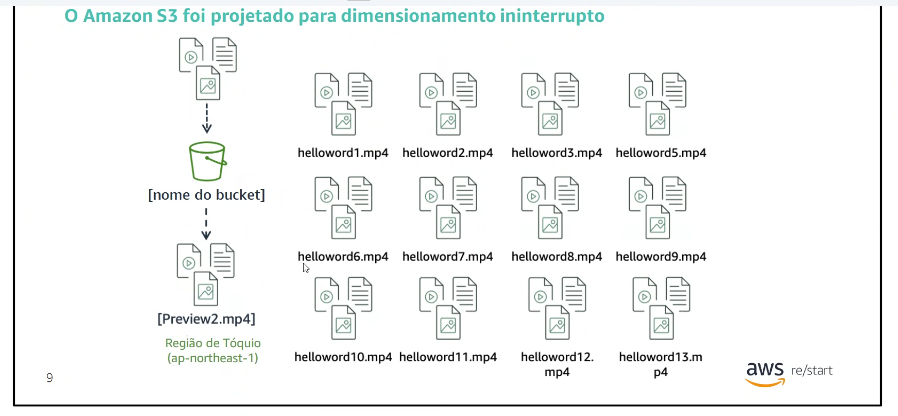 O Amazon S3 foi projetado para dimensionamento ininterrupto
[nome do bucket]
[Preview2.mp4]
Região de Tóquio
(ap-northeast-1)
helloword1.mp4 helloword2.mp4 helloword3.mp4 helloword5.mp4
helloword6.mp4 helloword7.mp4 helloword8.mp4 helloword9.mp4
helloword10.mp4 helloword11.mp4 helloword12.
mp4 helloword13.m
p4
9
aws re/start